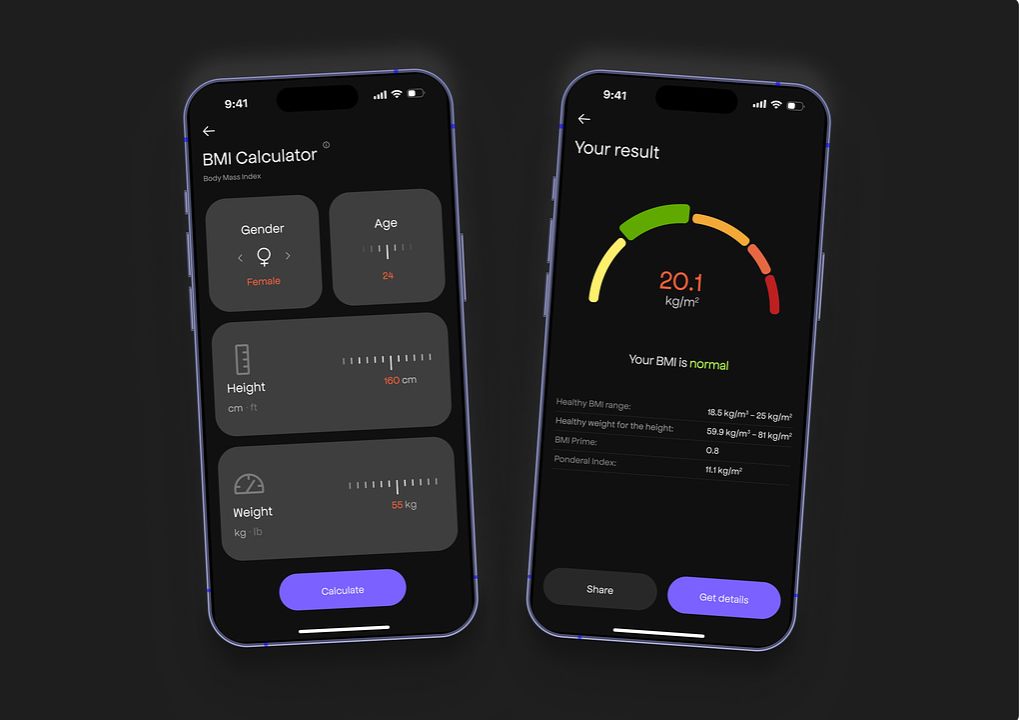 9:41
BMI Calculator
Body Mass Index
Gender
Female
Age
24
Height
cm · ft
160 cm
Weight
kg · lb
55 kg
Calculate
9:41
Your result
20.1
kg/m²
Your BMI is normal
Healthy BMI range: 18.5 kg/m³ – 25 kg/m²
Healthy weight for the height: 59.9 kg/m³ – 81 kg/m²
BMI Prime: 0.8
Ponderal Index: 11.1 kg/m²
Share
Get details